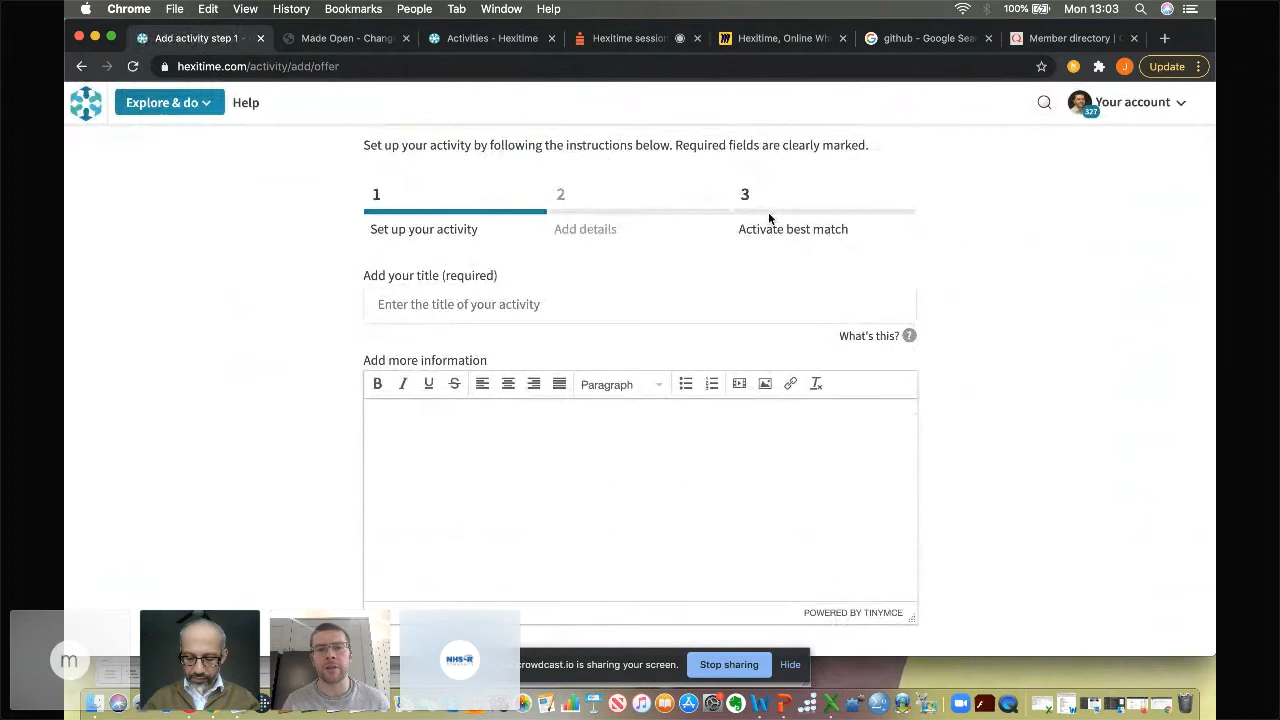 Chrome File Edit View History Bookmarks People Tab Window Help 100% Mon 13:03
Add activity step 1 - Made Open - Change Activities - Hexitime Hexitime session Hexitime, Online Wh github - Google Sear Member directory | 
hexitime.com/activity/add/offer J Update
Explore & do Help Your account
327
Set up your activity by following the instructions below. Required fields are clearly marked.
1 2 3
Set up your activity Add details Activate best match
Add your title (required)
Enter the title of your activity
What's this? ?
Add more information
B I U S Paragraph
POWERED BY TINYMCE
m NHS-R crowdcast.io is sharing your screen. Stop sharing Hide
COMMUNITY